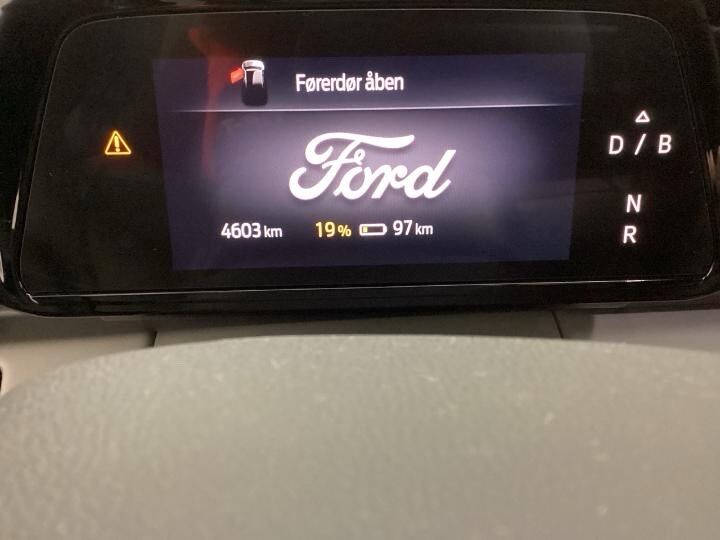 Førerdør åben
Ford
4603 km 19% 97 km
D / B
N
R